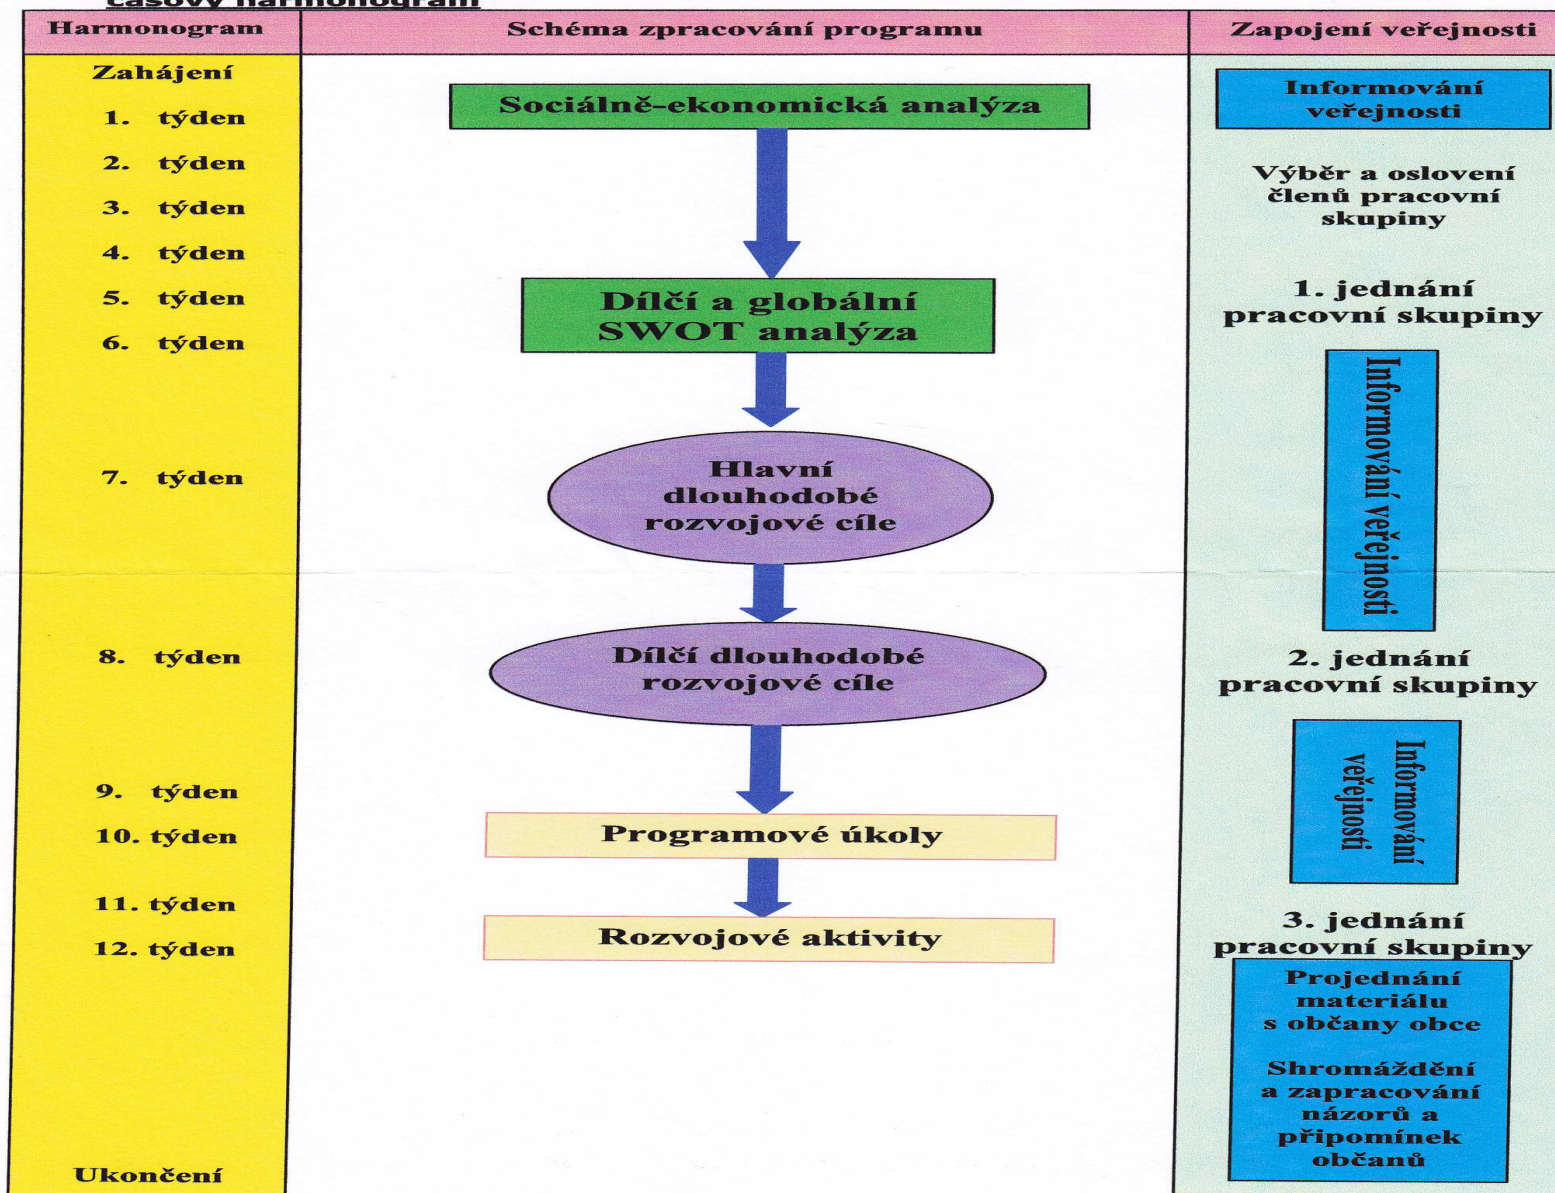 časový harmonogram
Harmonogram
Schéma zpracování programu
Zapojení veřejnosti
Zahájení
1. týden
2. týden
3. týden
4. týden
5. týden
6. týden
7. týden
8. týden
9. týden
10. týden
11. týden
12. týden
Ukončení
Sociálně-ekonomická analýza
Dílčí a globální
SWOT analýza
Hlavní
dlouhodobé
rozvojové cíle
Dílčí dlouhodobé
rozvojové cíle
Programové úkoly
Rozvojové aktivity
Informování
veřejnosti
Výběr a oslovení
členů pracovní
skupiny
1. jednání
pracovní skupiny
Informování veřejnosti
2. jednání
pracovní skupiny
Informování
veřejnosti
3. jednání
pracovní skupiny
Projednání
materiálu
s občany obce
Shromáždění
a zapracování
názorů a
připomínek
občanů